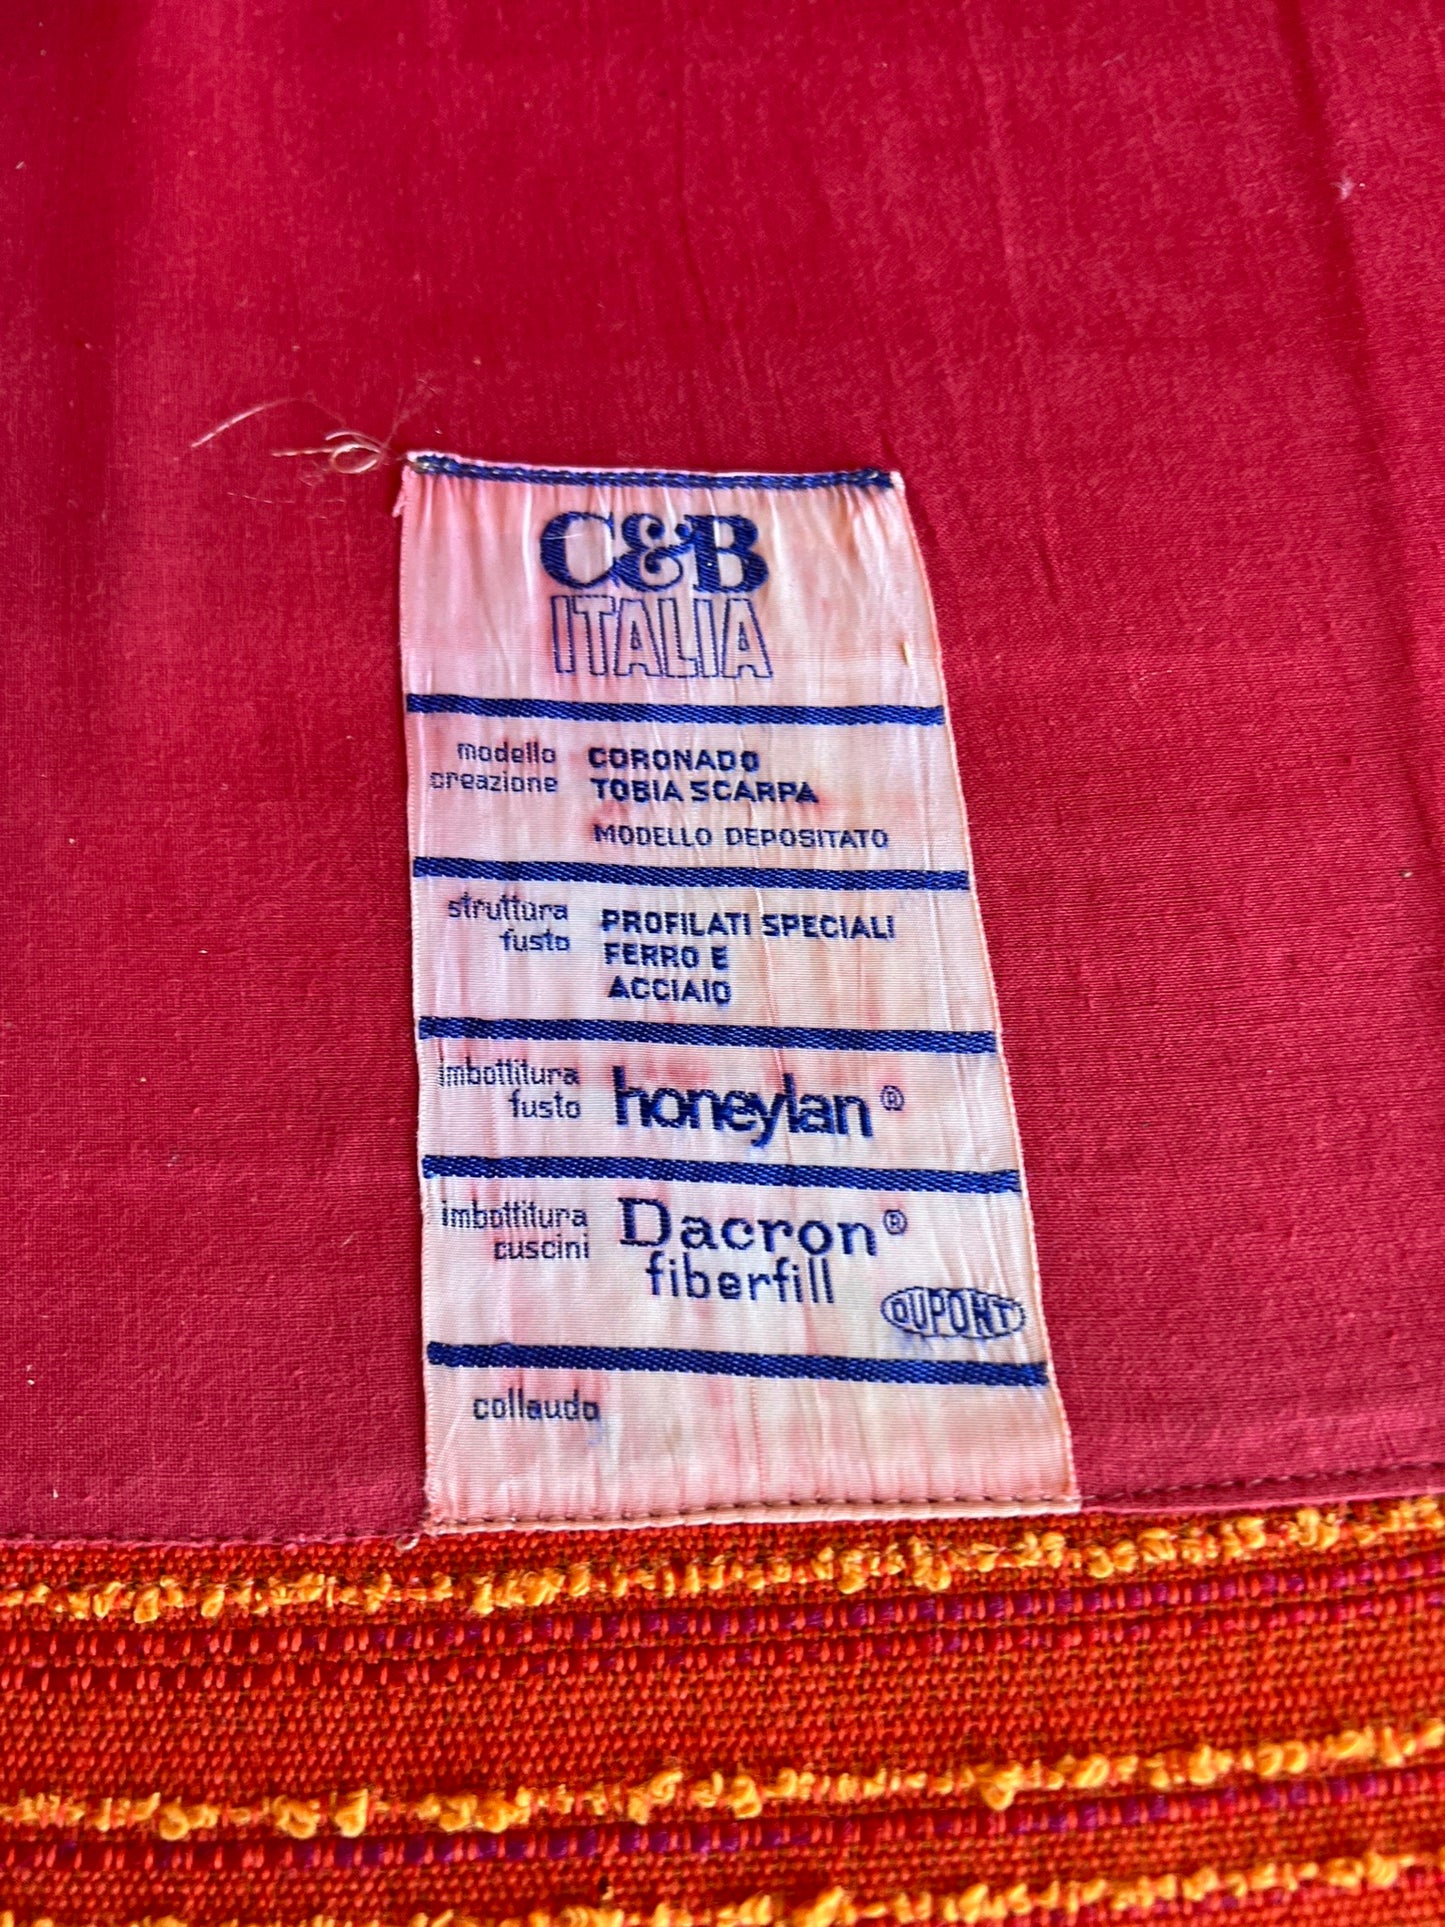 C&B
ITALIA
modello CORONADO
creazione TOBIA SCARPA
MODELLO DEPOSITATO
struttura PROFILATI SPECIALI
fusto FERRO E
ACCIAIO
imbottitura honeylan®
fusto
imbottitura Dacron®
cuscini fiberfill
DUPONT
collaudo